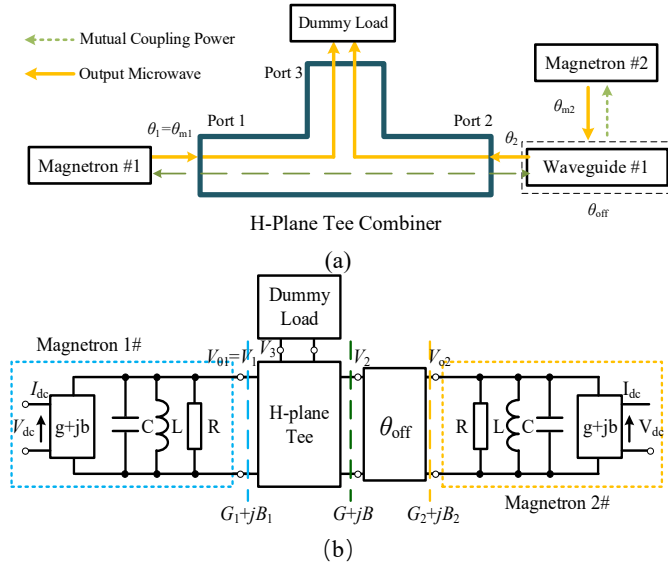 Mutual Coupling Power
Output Microwave
Dummy Load
Port 3
Magnetron #2
θm2
Port 1
Port 2
θ1=θm1
θ2
Magnetron #1
Waveguide #1
θoff
H-Plane Tee Combiner
(a)
Dummy
Load
Magnetron 1#
V01=V1
V3
V2
Vo2
Idc
Vdc
g+jb
C
L
R
H-plane
Tee
θoff
R
L
C
g+jb
Idc
Vdc
Magnetron 2#
G1+jB1
G+jB
G2+jB2
(b)